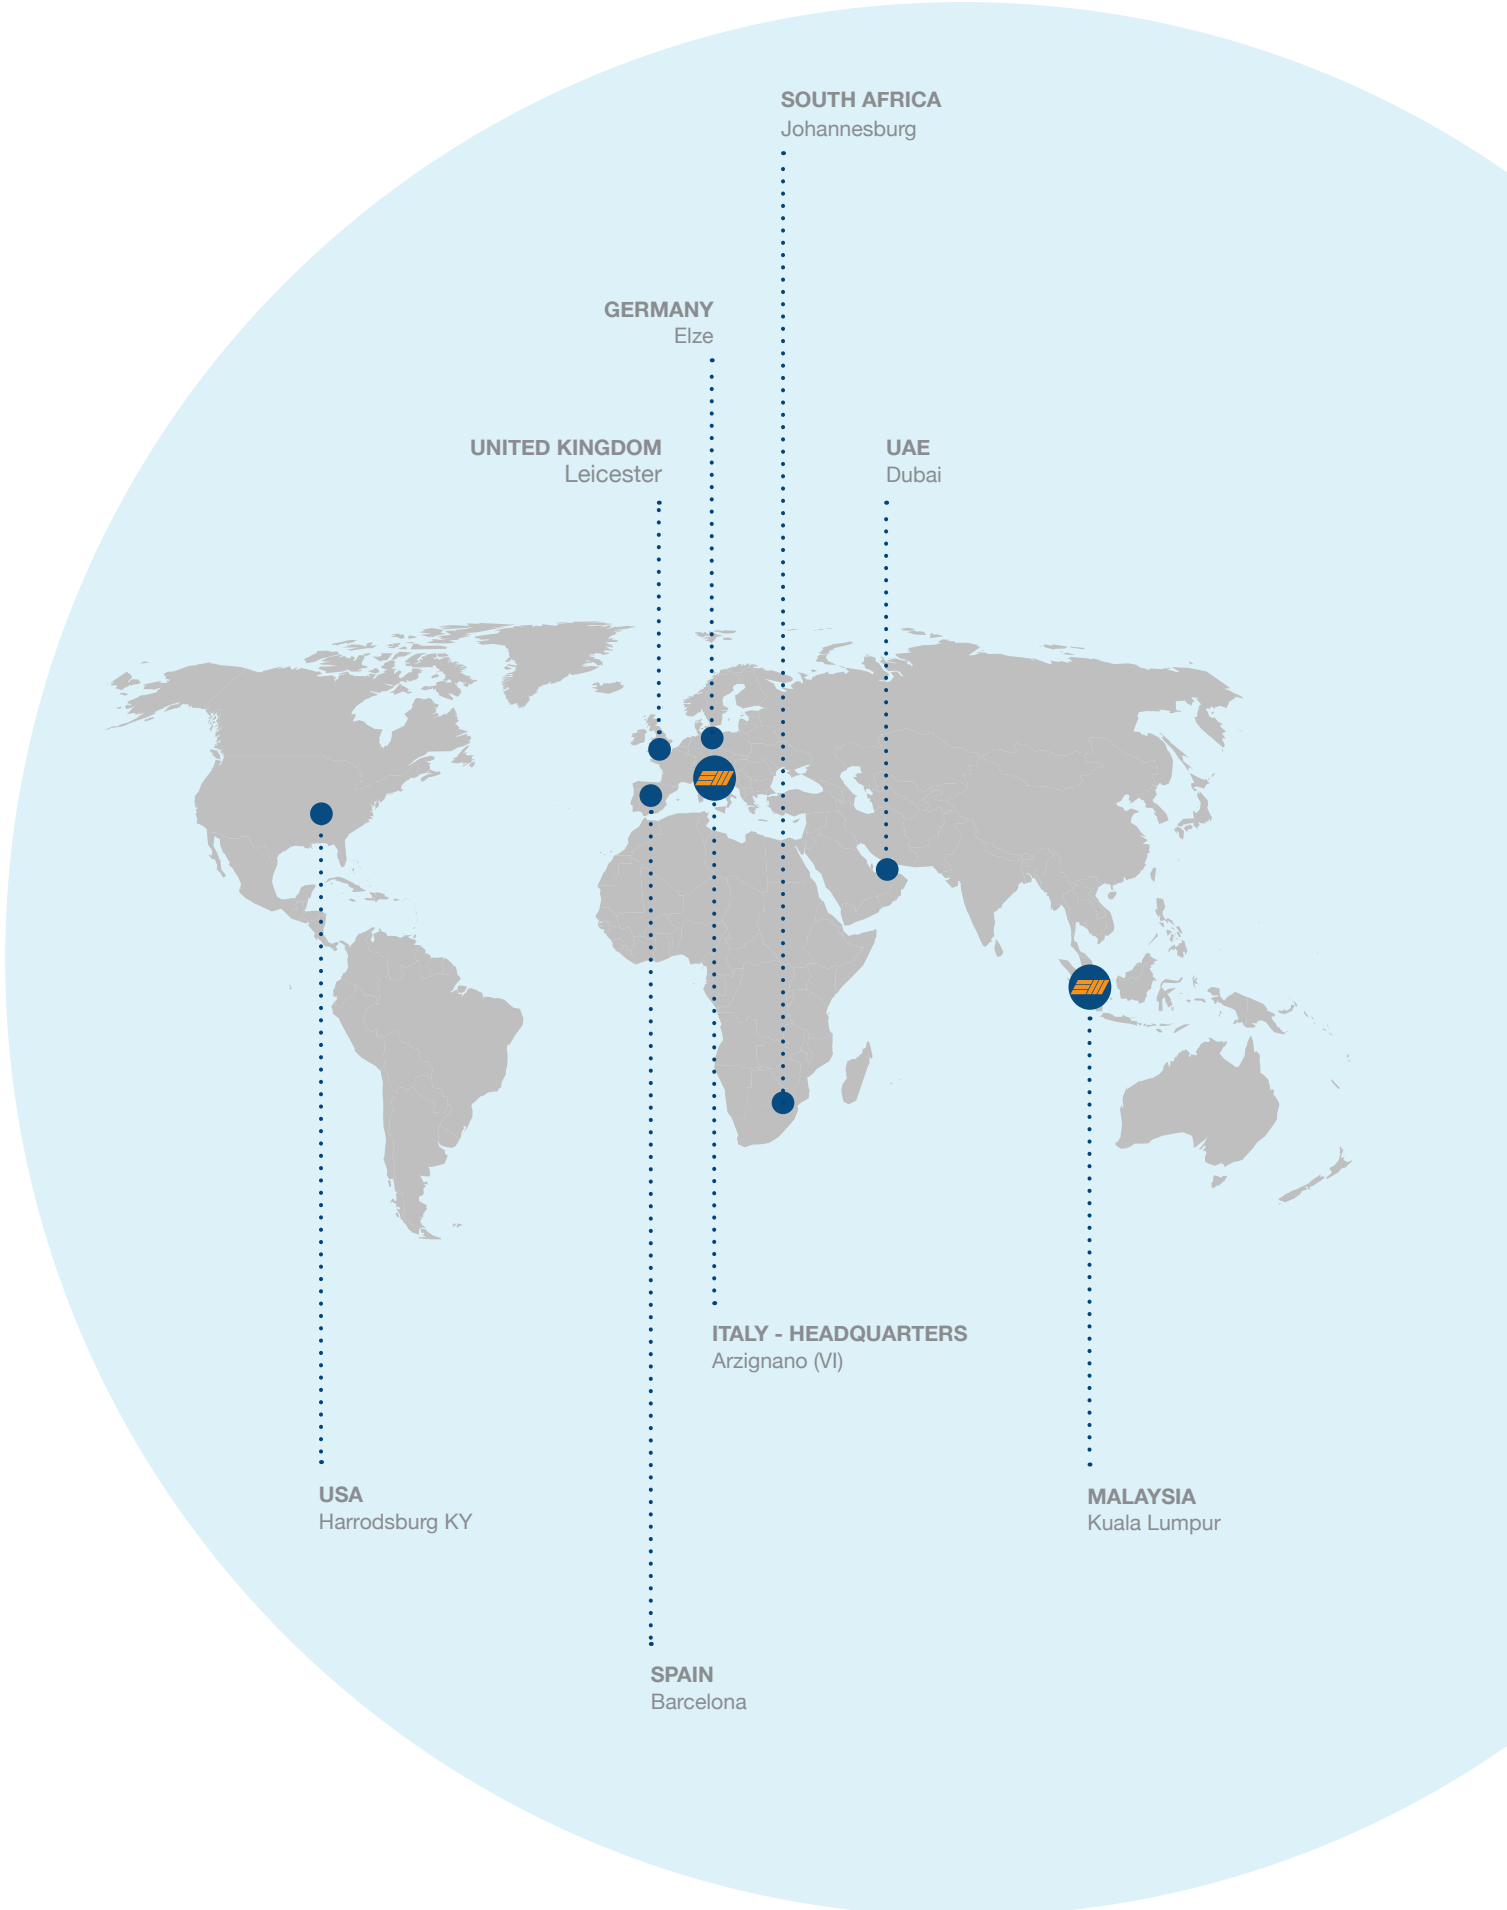 SOUTH AFRICA
Johannesburg
GERMANY
Elze
UNITED KINGDOM
Leicester
UAE
Dubai
ITALY - HEADQUARTERS
Arzignano (VI)
USA
Harrodsburg KY
MALAYSIA
Kuala Lumpur
SPAIN
Barcelona